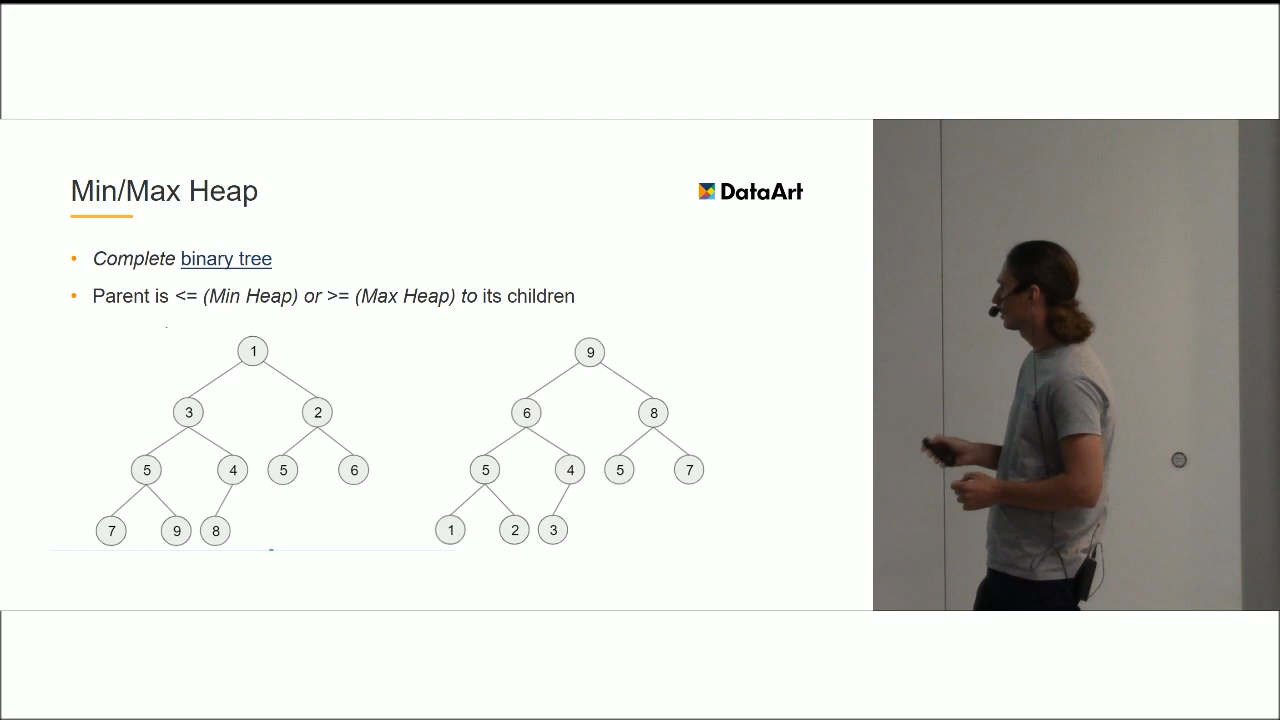 Min/Max Heap
DataArt
• Complete binary tree
• Parent is <= (Min Heap) or >= (Max Heap) to its children
1
9
3 2
6 8
5 4 5 6
5 4 5 7
7 9 8
1 2 3